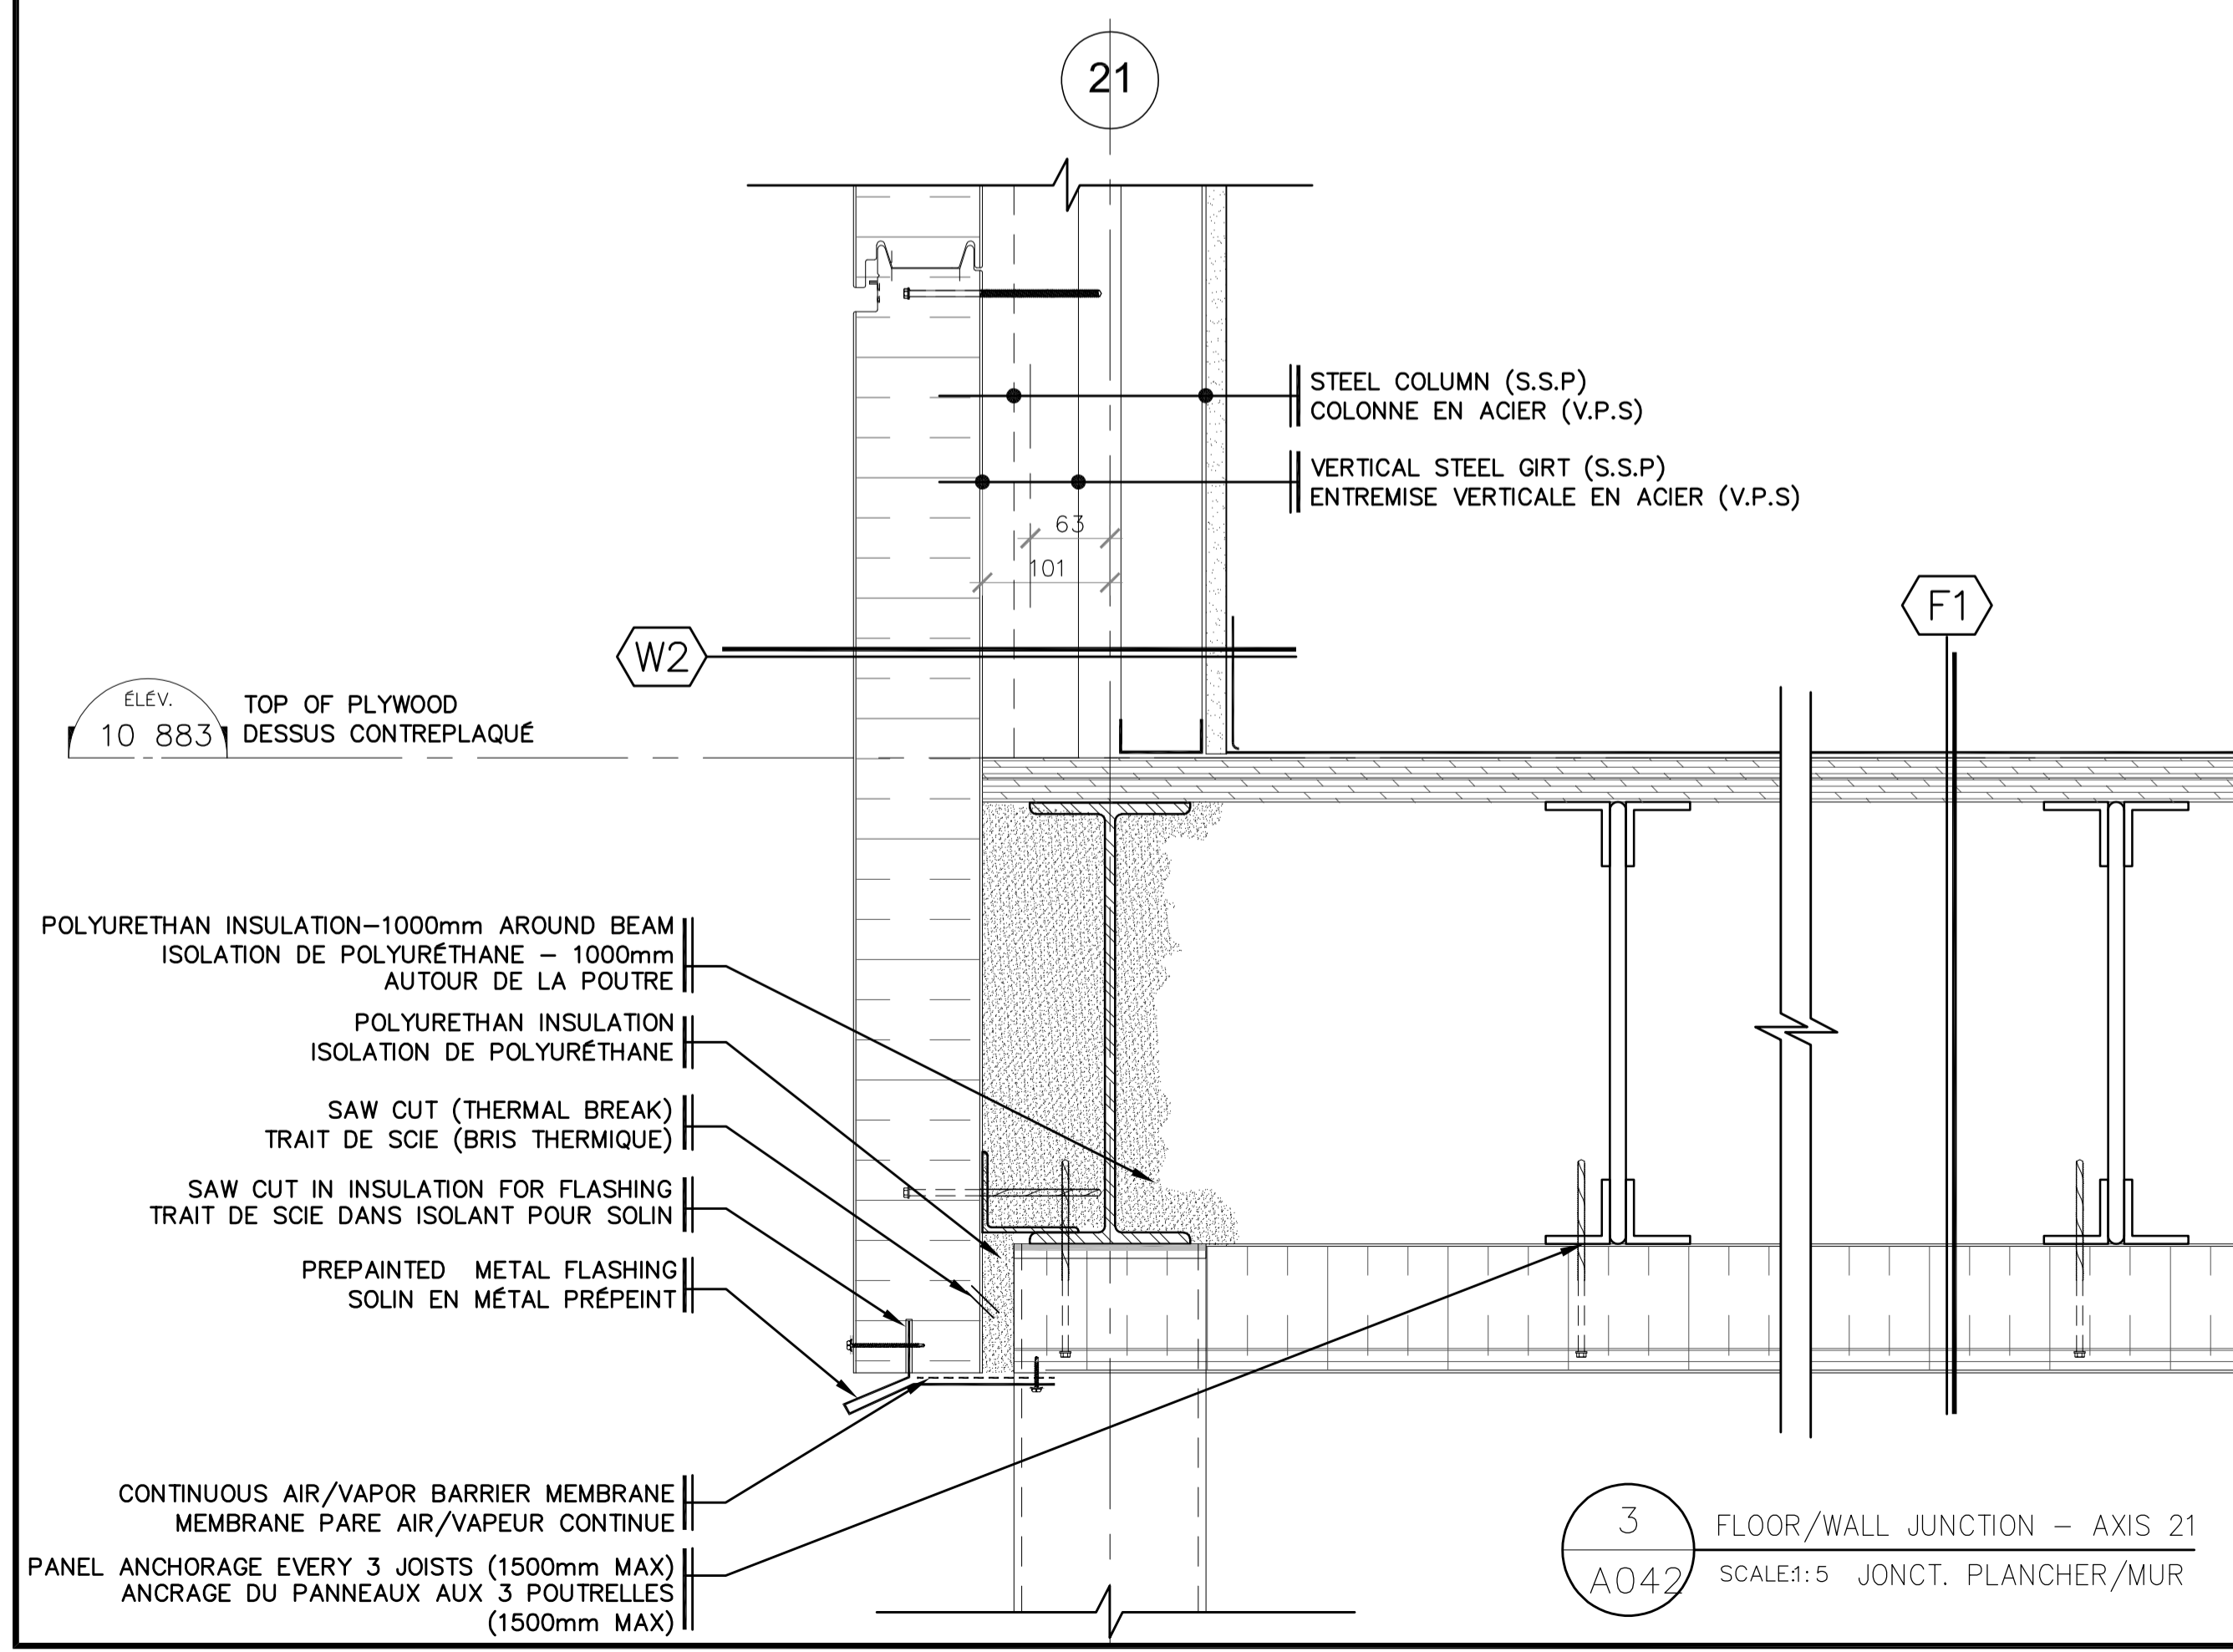 21
STEEL COLUMN (S.S.P)
COLONNE EN ACIER (V.P.S)
VERTICAL STEEL GIRT (S.S.P)
ENTREMISE VERTICALE EN ACIER (V.P.S)
63
101
F1
W2
ÉLÉV.
10 883
TOP OF PLYWOOD
DESSUS CONTREPLAQUÉ
POLYURETHAN INSULATION-1000mm AROUND BEAM
ISOLATION DE POLYURÉTHANE - 1000mm
AUTOUR DE LA POUTRE
POLYURETHAN INSULATION
ISOLATION DE POLYURÉTHANE
SAW CUT (THERMAL BREAK)
TRAIT DE SCIE (BRIS THERMIQUE)
SAW CUT IN INSULATION FOR FLASHING
TRAIT DE SCIE DANS ISOLANT POUR SOLIN
PREPAINTED METAL FLASHING
SOLIN EN MÉTAL PRÉPEINT
CONTINUOUS AIR/VAPOR BARRIER MEMBRANE
MEMBRANE PARE AIR/VAPEUR CONTINUE
PANEL ANCHORAGE EVERY 3 JOISTS (1500mm MAX)
ANCRAGE DU PANNEAUX AUX 3 POUTRELLES
(1500mm MAX)
3
A042
FLOOR/WALL JUNCTION - AXIS 21
SCALE:1:5 JONCT. PLANCHER/MUR